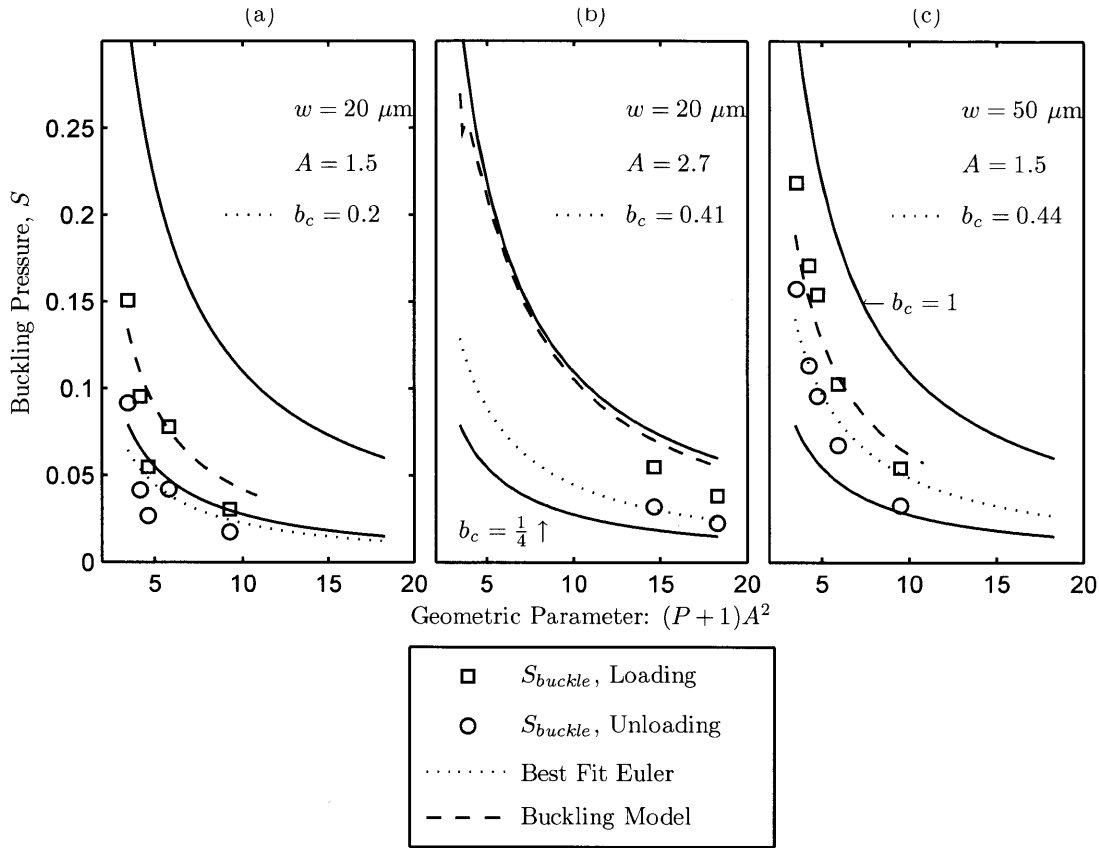 (a) (b) (c)
w = 20 μm
A = 1.5
b_c = 0.2
w = 20 μm
A = 2.7
b_c = 0.41
w = 50 μm
A = 1.5
b_c = 0.44
← b_c = 1
b_c = 1/4 ↑
Buckling Pressure, S
0.25
0.2
0.15
0.1
0.05
0
5 10 15 20 5 10 15 20 5 10 15 20
Geometric Parameter: (P + 1)A²
S_buckle, Loading
S_buckle, Unloading
Best Fit Euler
Buckling Model